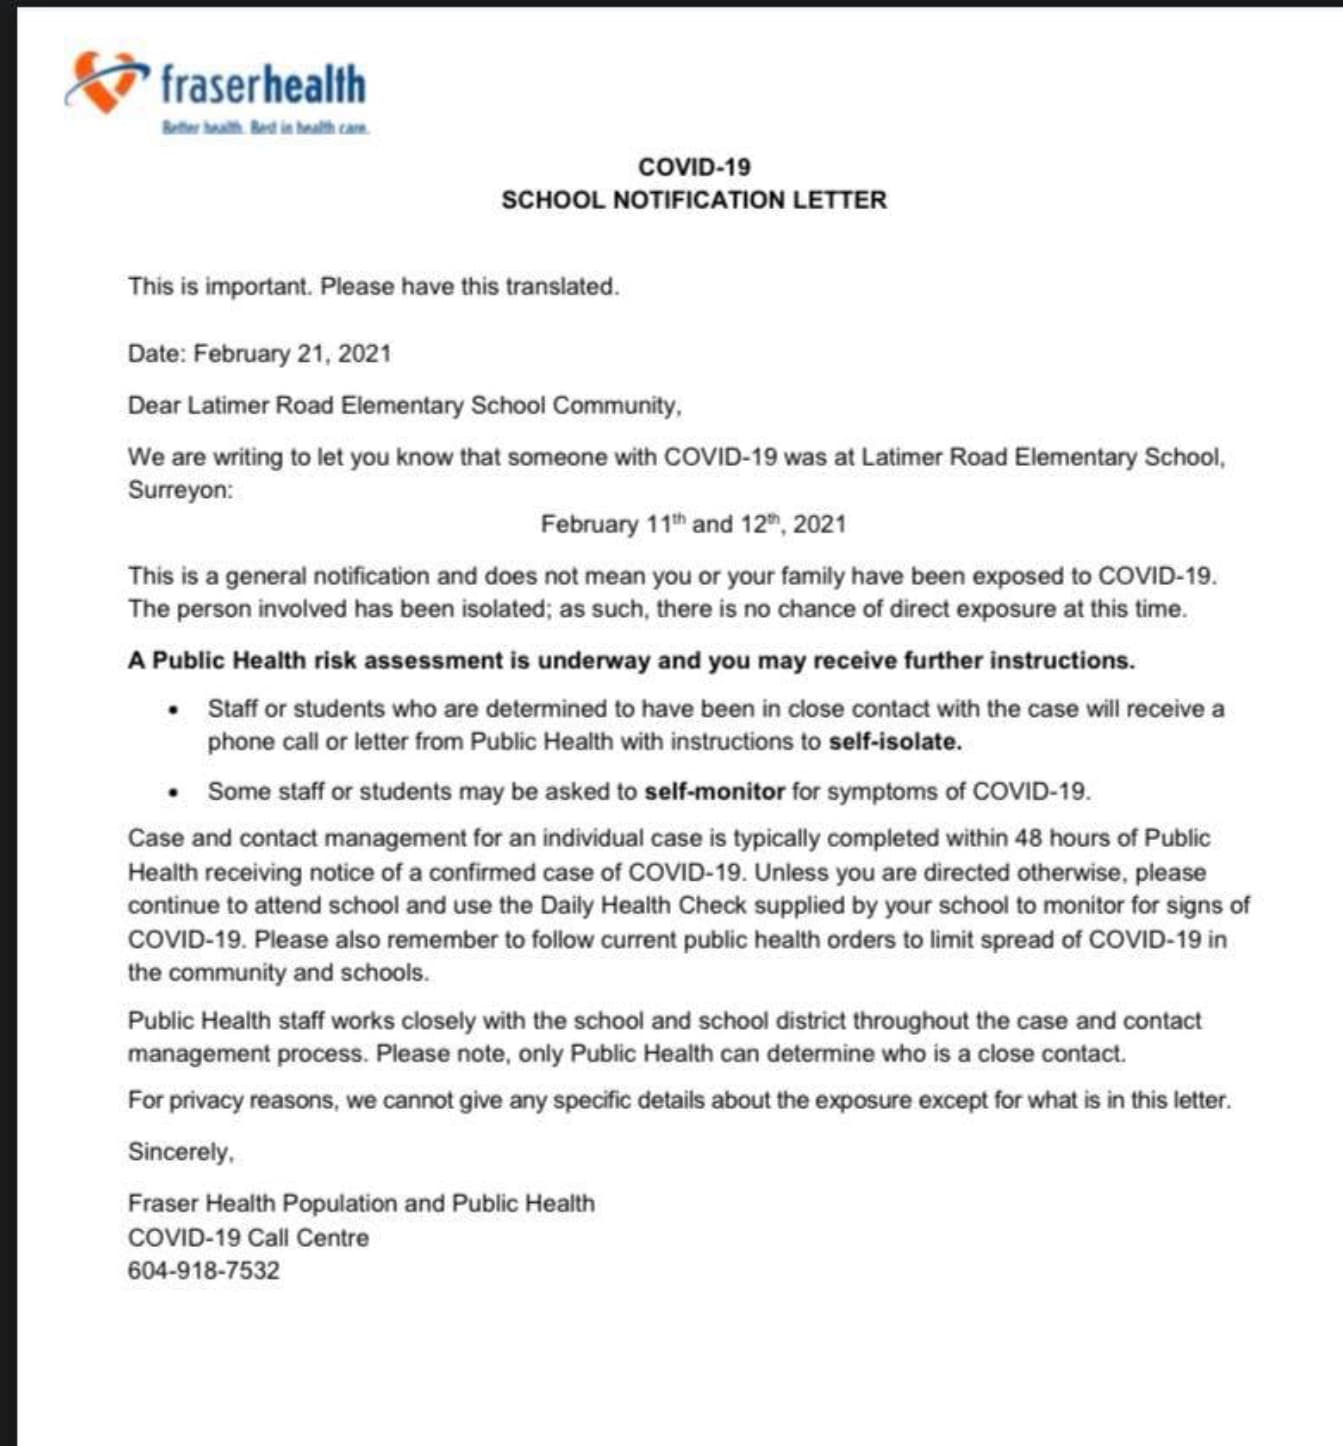 fraserhealth
Better health. Best in health care.
COVID-19
SCHOOL NOTIFICATION LETTER
This is important. Please have this translated.
Date: February 21, 2021
Dear Latimer Road Elementary School Community,
We are writing to let you know that someone with COVID-19 was at Latimer Road Elementary School,
Surreyon:
February 11th and 12th, 2021
This is a general notification and does not mean you or your family have been exposed to COVID-19.
The person involved has been isolated; as such, there is no chance of direct exposure at this time.
A Public Health risk assessment is underway and you may receive further instructions.
• Staff or students who are determined to have been in close contact with the case will receive a
phone call or letter from Public Health with instructions to self-isolate.
• Some staff or students may be asked to self-monitor for symptoms of COVID-19.
Case and contact management for an individual case is typically completed within 48 hours of Public
Health receiving notice of a confirmed case of COVID-19. Unless you are directed otherwise, please
continue to attend school and use the Daily Health Check supplied by your school to monitor for signs of
COVID-19. Please also remember to follow current public health orders to limit spread of COVID-19 in
the community and schools.
Public Health staff works closely with the school and school district throughout the case and contact
management process. Please note, only Public Health can determine who is a close contact.
For privacy reasons, we cannot give any specific details about the exposure except for what is in this letter.
Sincerely,
Fraser Health Population and Public Health
COVID-19 Call Centre
604-918-7532